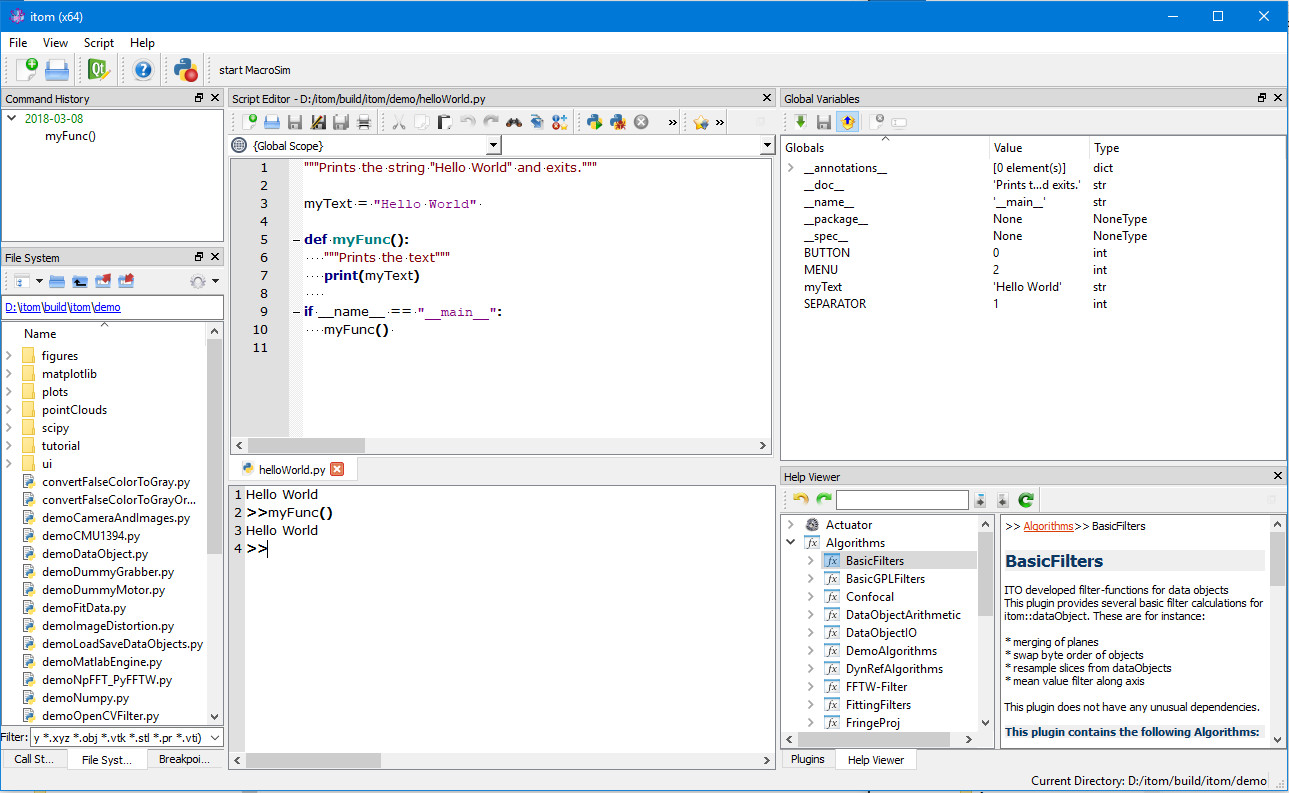 itom (x64)
File View Script Help
start MacroSim
Command History
2018-03-08
myFunc()
File System
D:\itom\build\itom\demo
Name
figures
matplotlib
plots
pointClouds
scipy
tutorial
ui
convertFalseColorToGray.py
convertFalseColorToGrayOr...
demoCameraAndImages.py
demoCMU1394.py
demoDataObject.py
demoDummyGrabber.py
demoDummyMotor.py
demoFitData.py
demoImageDistortion.py
demoLoadSaveDataObjects.py
demoMatlabEngine.py
demoNpFFT_PyFFTW.py
demoNumpy.py
demoOpenCVFilter.py
Filter: y *.xyz *.obj *.vtk *.stl *.pr *.vti)
Call St... File Syst... Breakpoi...
Script Editor - D:/itom/build/itom/demo/helloWorld.py
{Global Scope}
1 """Prints·the·string·"Hello·World"·and·exits."""
2
3 myText·=·"Hello·World"·
4
5 def·myFunc():
6 ····"""Prints·the·text"""
7 ····print(myText)
8 ····
9 if·__name__·==·"__main__":
10 ····myFunc()·
11
helloWorld.py
1 Hello World
2 >>myFunc()
3 Hello World
4 >>
Global Variables
Globals Value Type
__annotations__ [0 element(s)] dict
__doc__ 'Prints t...d exits.' str
__name__ '__main__' str
__package__ None NoneType
__spec__ None NoneType
BUTTON 0 int
MENU 2 int
myText 'Hello World' str
SEPARATOR 1 int
Help Viewer
Actuator
Algorithms
BasicFilters
BasicGPLFilters
Confocal
DataObjectArithmetic
DataObjectIO
DemoAlgorithms
DynRefAlgorithms
FFTW-Filter
FittingFilters
FringeProj
>> Algorithms>> BasicFilters
BasicFilters
ITO developed filter-functions for data objects
This plugin provides several basic filter calculations for
itom::dataObject. These are for instance:
* merging of planes
* swap byte order of objects
* resample slices from dataObjects
* mean value filter along axis
This plugin does not have any unusual dependencies.
This plugin contains the following Algorithms:
Plugins Help Viewer
Current Directory: D:/itom/build/itom/demo